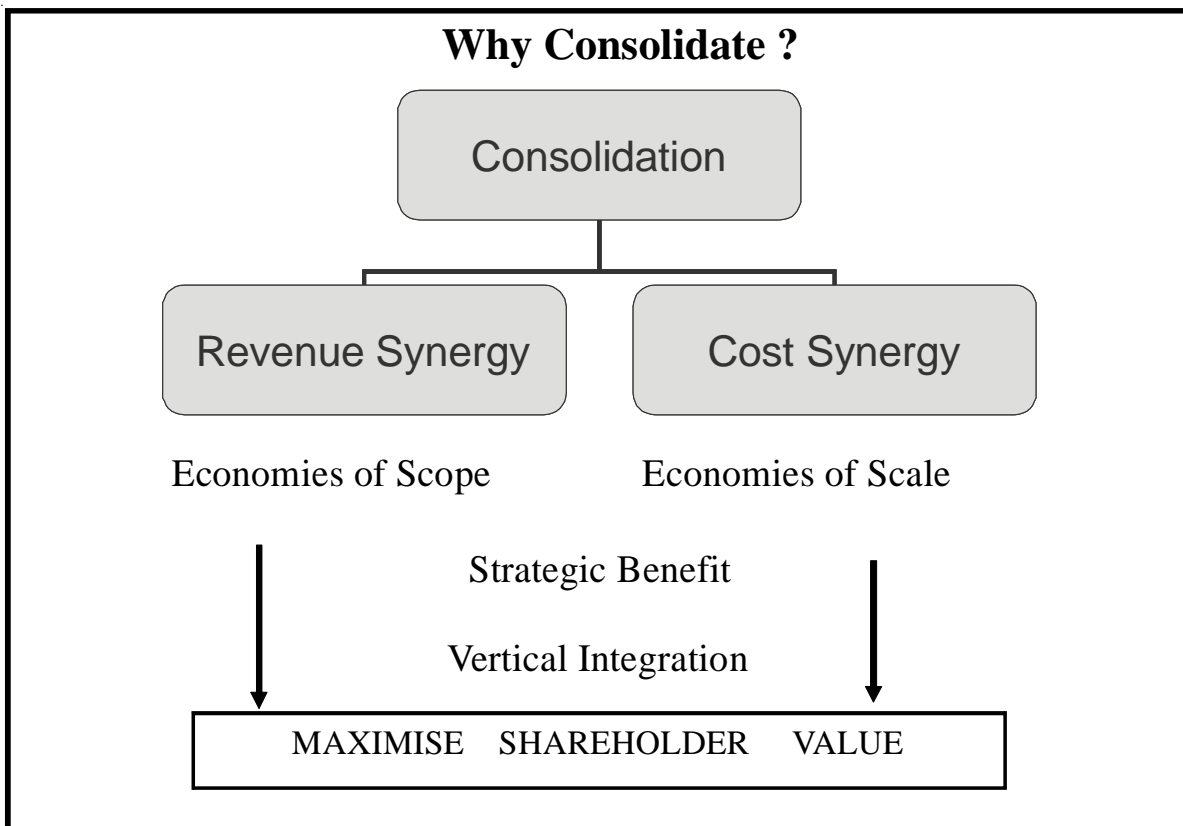 Why Consolidate ?
Consolidation
Revenue Synergy
Cost Synergy
Economies of Scope
Economies of Scale
Strategic Benefit
Vertical Integration
MAXIMISE SHAREHOLDER VALUE